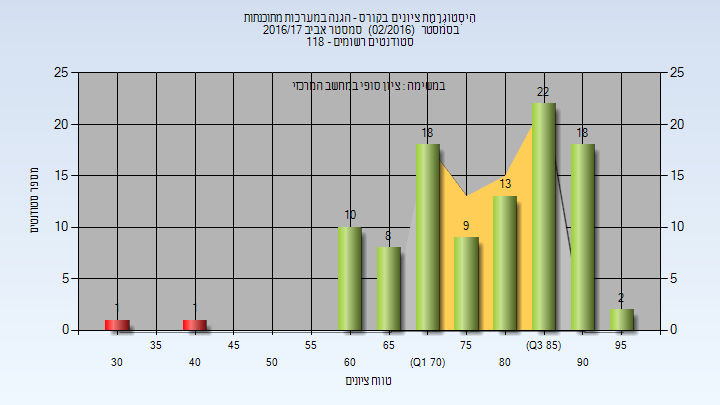 היסטוגרמת ציונים בקורס - הגנה במערכות מתוכנתות
בסמסטר (02/2016) סמסטר אביב 2016/17
סטודנטים רשומים - 118
במשימה : ציון סופי במחשב המרכזי
מספר סטודנטים
25 25
20 20
15 15
10 10
5 5
0 0
1 1 10 8 18 9 13 22 18 2
35 45 55 65 75 (Q3 85) 95
30 40 50 60 (Q1 70) 80 90
טווח ציונים